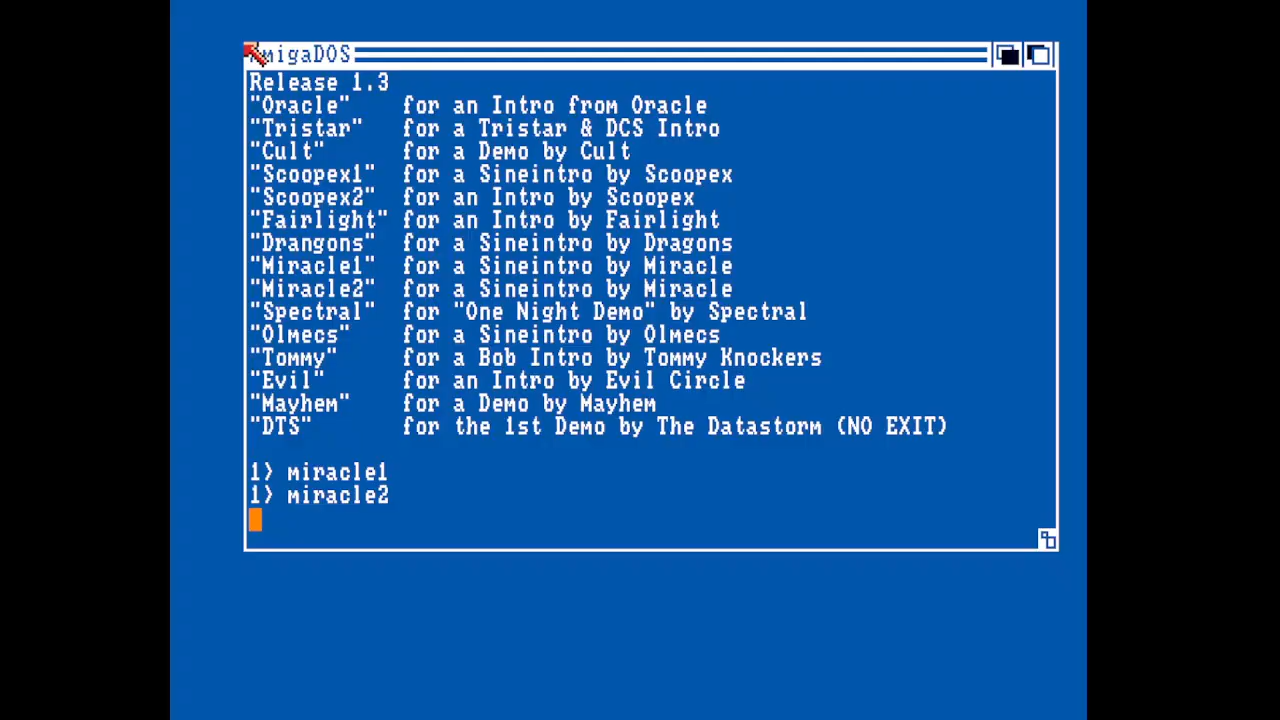 AmigaDOS
Release 1.3
"Oracle" for an Intro from Oracle
"Tristar" for a Tristar & DCS Intro
"Cult" for a Demo by Cult
"Scoopex1" for a Sineintro by Scoopex
"Scoopex2" for an Intro by Scoopex
"Fairlight" for an Intro by Fairlight
"Drangons" for a Sineintro by Dragons
"Miracle1" for a Sineintro by Miracle
"Miracle2" for a Sineintro by Miracle
"Spectral" for "One Night Demo" by Spectral
"Olmecs" for a Sineintro by Olmecs
"Tommy" for a Bob Intro by Tommy Knockers
"Evil" for an Intro by Evil Circle
"Mayhem" for a Demo by Mayhem
"DTS" for the 1st Demo by The Datastorm (NO EXIT)
1> miracle1
1> miracle2